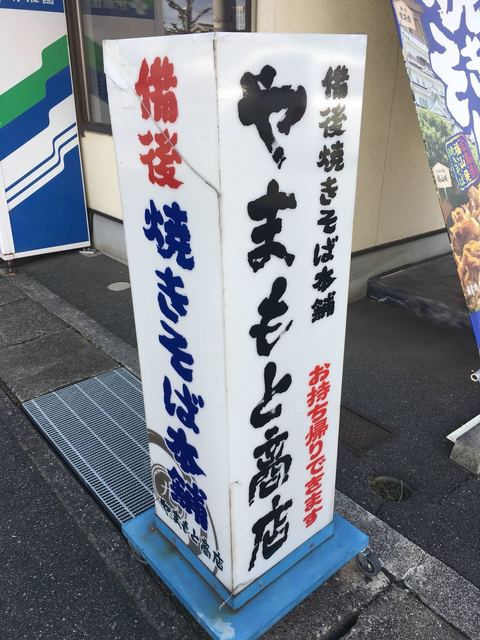 備後
焼きそば本舗
やまもと商店
備後焼きそば本舗
やまもと商店
お持ち帰りできます